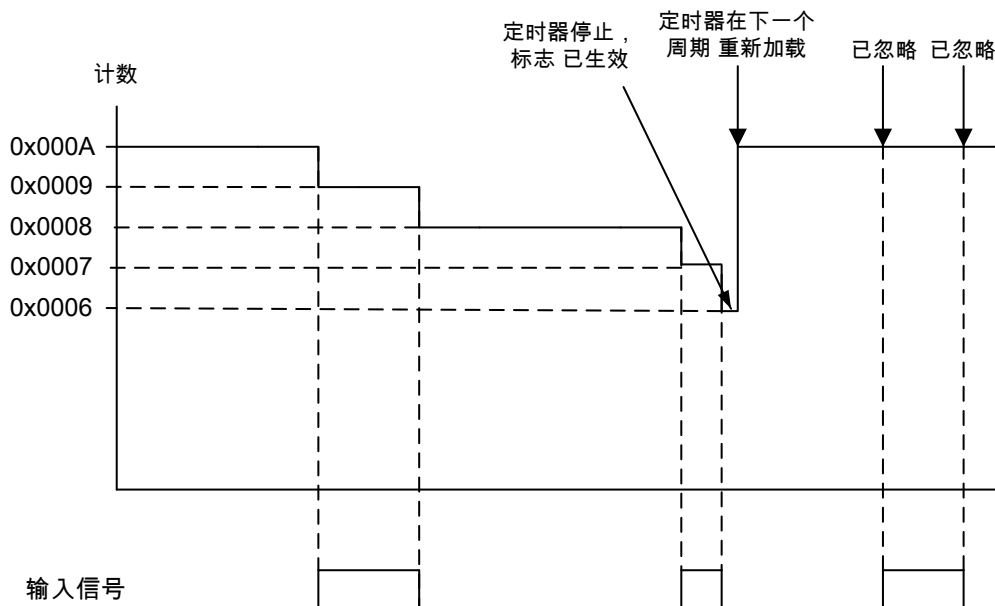 定时器停止，
标志 已生效
定时器在下一个
周期 重新加载
已忽略 已忽略
计数
0x000A
0x0009
0x0008
0x0007
0x0006
输入信号